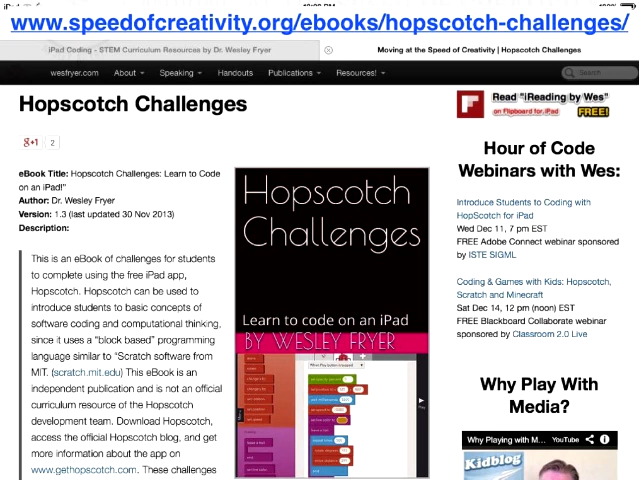 www.speedofcreativity.org/ebooks/hopscotch-challenges/
iPad Coding - STEM Curriculum Resources by Dr. Wesley Fryer
Moving at the Speed of Creativity | Hopscotch Challenges
wesfryer.com About Speaking Handouts Publications Resources! Search
Hopscotch Challenges
g+1 2
eBook Title: Hopscotch Challenges: Learn to Code
on an iPad!"
Author: Dr. Wesley Fryer
Version: 1.3 (last updated 30 Nov 2013)
Description:
This is an eBook of challenges for students
to complete using the free iPad app,
Hopscotch. Hopscotch can be used to
introduce students to basic concepts of
software coding and computational thinking,
since it uses a "block based" programming
language similar to "Scratch software from
MIT. (scratch.mit.edu) This eBook is an
independent publication and is not an official
curriculum resource of the Hopscotch
development team. Download Hopscotch,
access the official Hopscotch blog, and get
more information about the app on
www.gethopscotch.com. These challenges
Hopscotch
Challenges
Learn to code on an iPad
BY WESLEY FRYER
Read "iReading by Wes"
on Flipboard for iPad FREE!
Hour of Code
Webinars with Wes:
Introduce Students to Coding with
HopScotch for iPad
Wed Dec 11, 7 pm EST
FREE Adobe Connect webinar sponsored
by ISTE SIGML
Coding & Games with Kids: Hopscotch,
Scratch and Minecraft
Sat Dec 14, 12 pm (noon) EST
FREE Blackboard Collaborate webinar
sponsored by Classroom 2.0 Live
Why Play With
Media?
Why Playing with M... YouTube
Kidblog